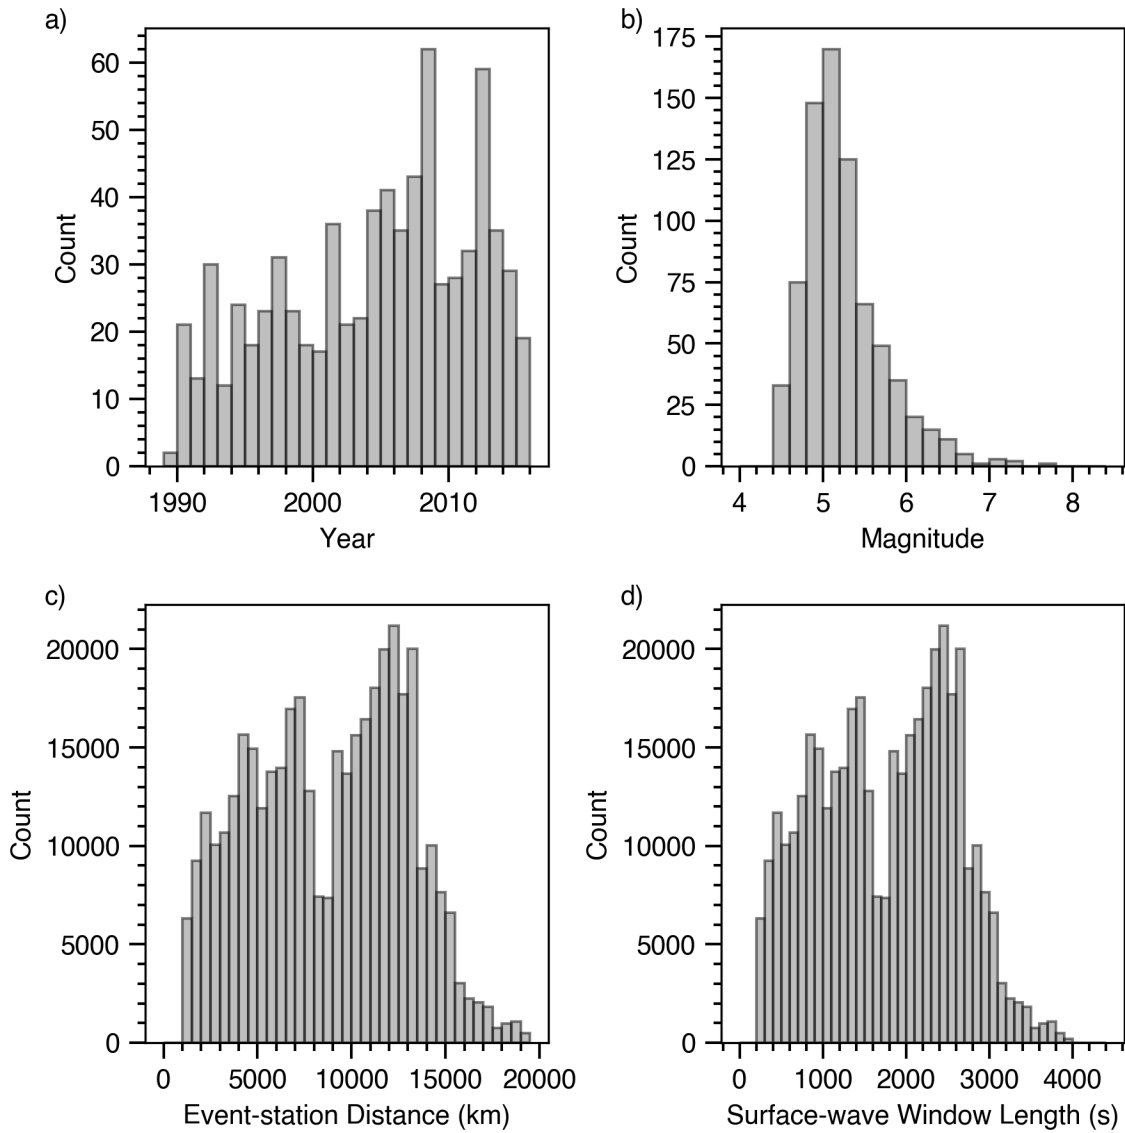 a)
60
50
40
30
20
10
0
Count
1990 2000 2010
Year
b)
175
150
125
100
75
50
25
0
Count
4 5 6 7 8
Magnitude
c)
20000
15000
10000
5000
0
Count
0 5000 10000 15000 20000
Event-station Distance (km)
d)
20000
15000
10000
5000
0
Count
0 1000 2000 3000 4000
Surface-wave Window Length (s)